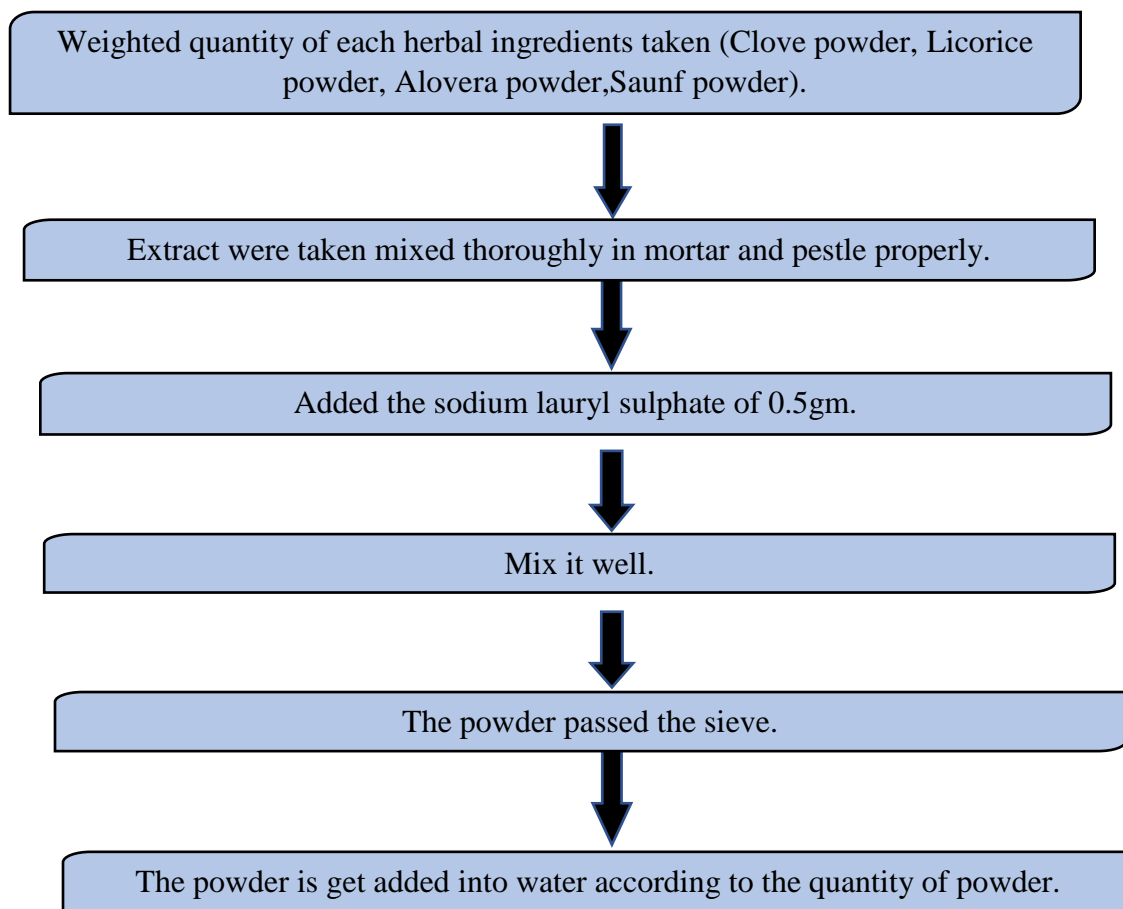 Weighted quantity of each herbal ingredients taken (Clove powder, Licorice
powder, Alovera powder,Saunf powder).
Extract were taken mixed thoroughly in mortar and pestle properly.
Added the sodium lauryl sulphate of 0.5gm.
Mix it well.
The powder passed the sieve.
The powder is get added into water according to the quantity of powder.